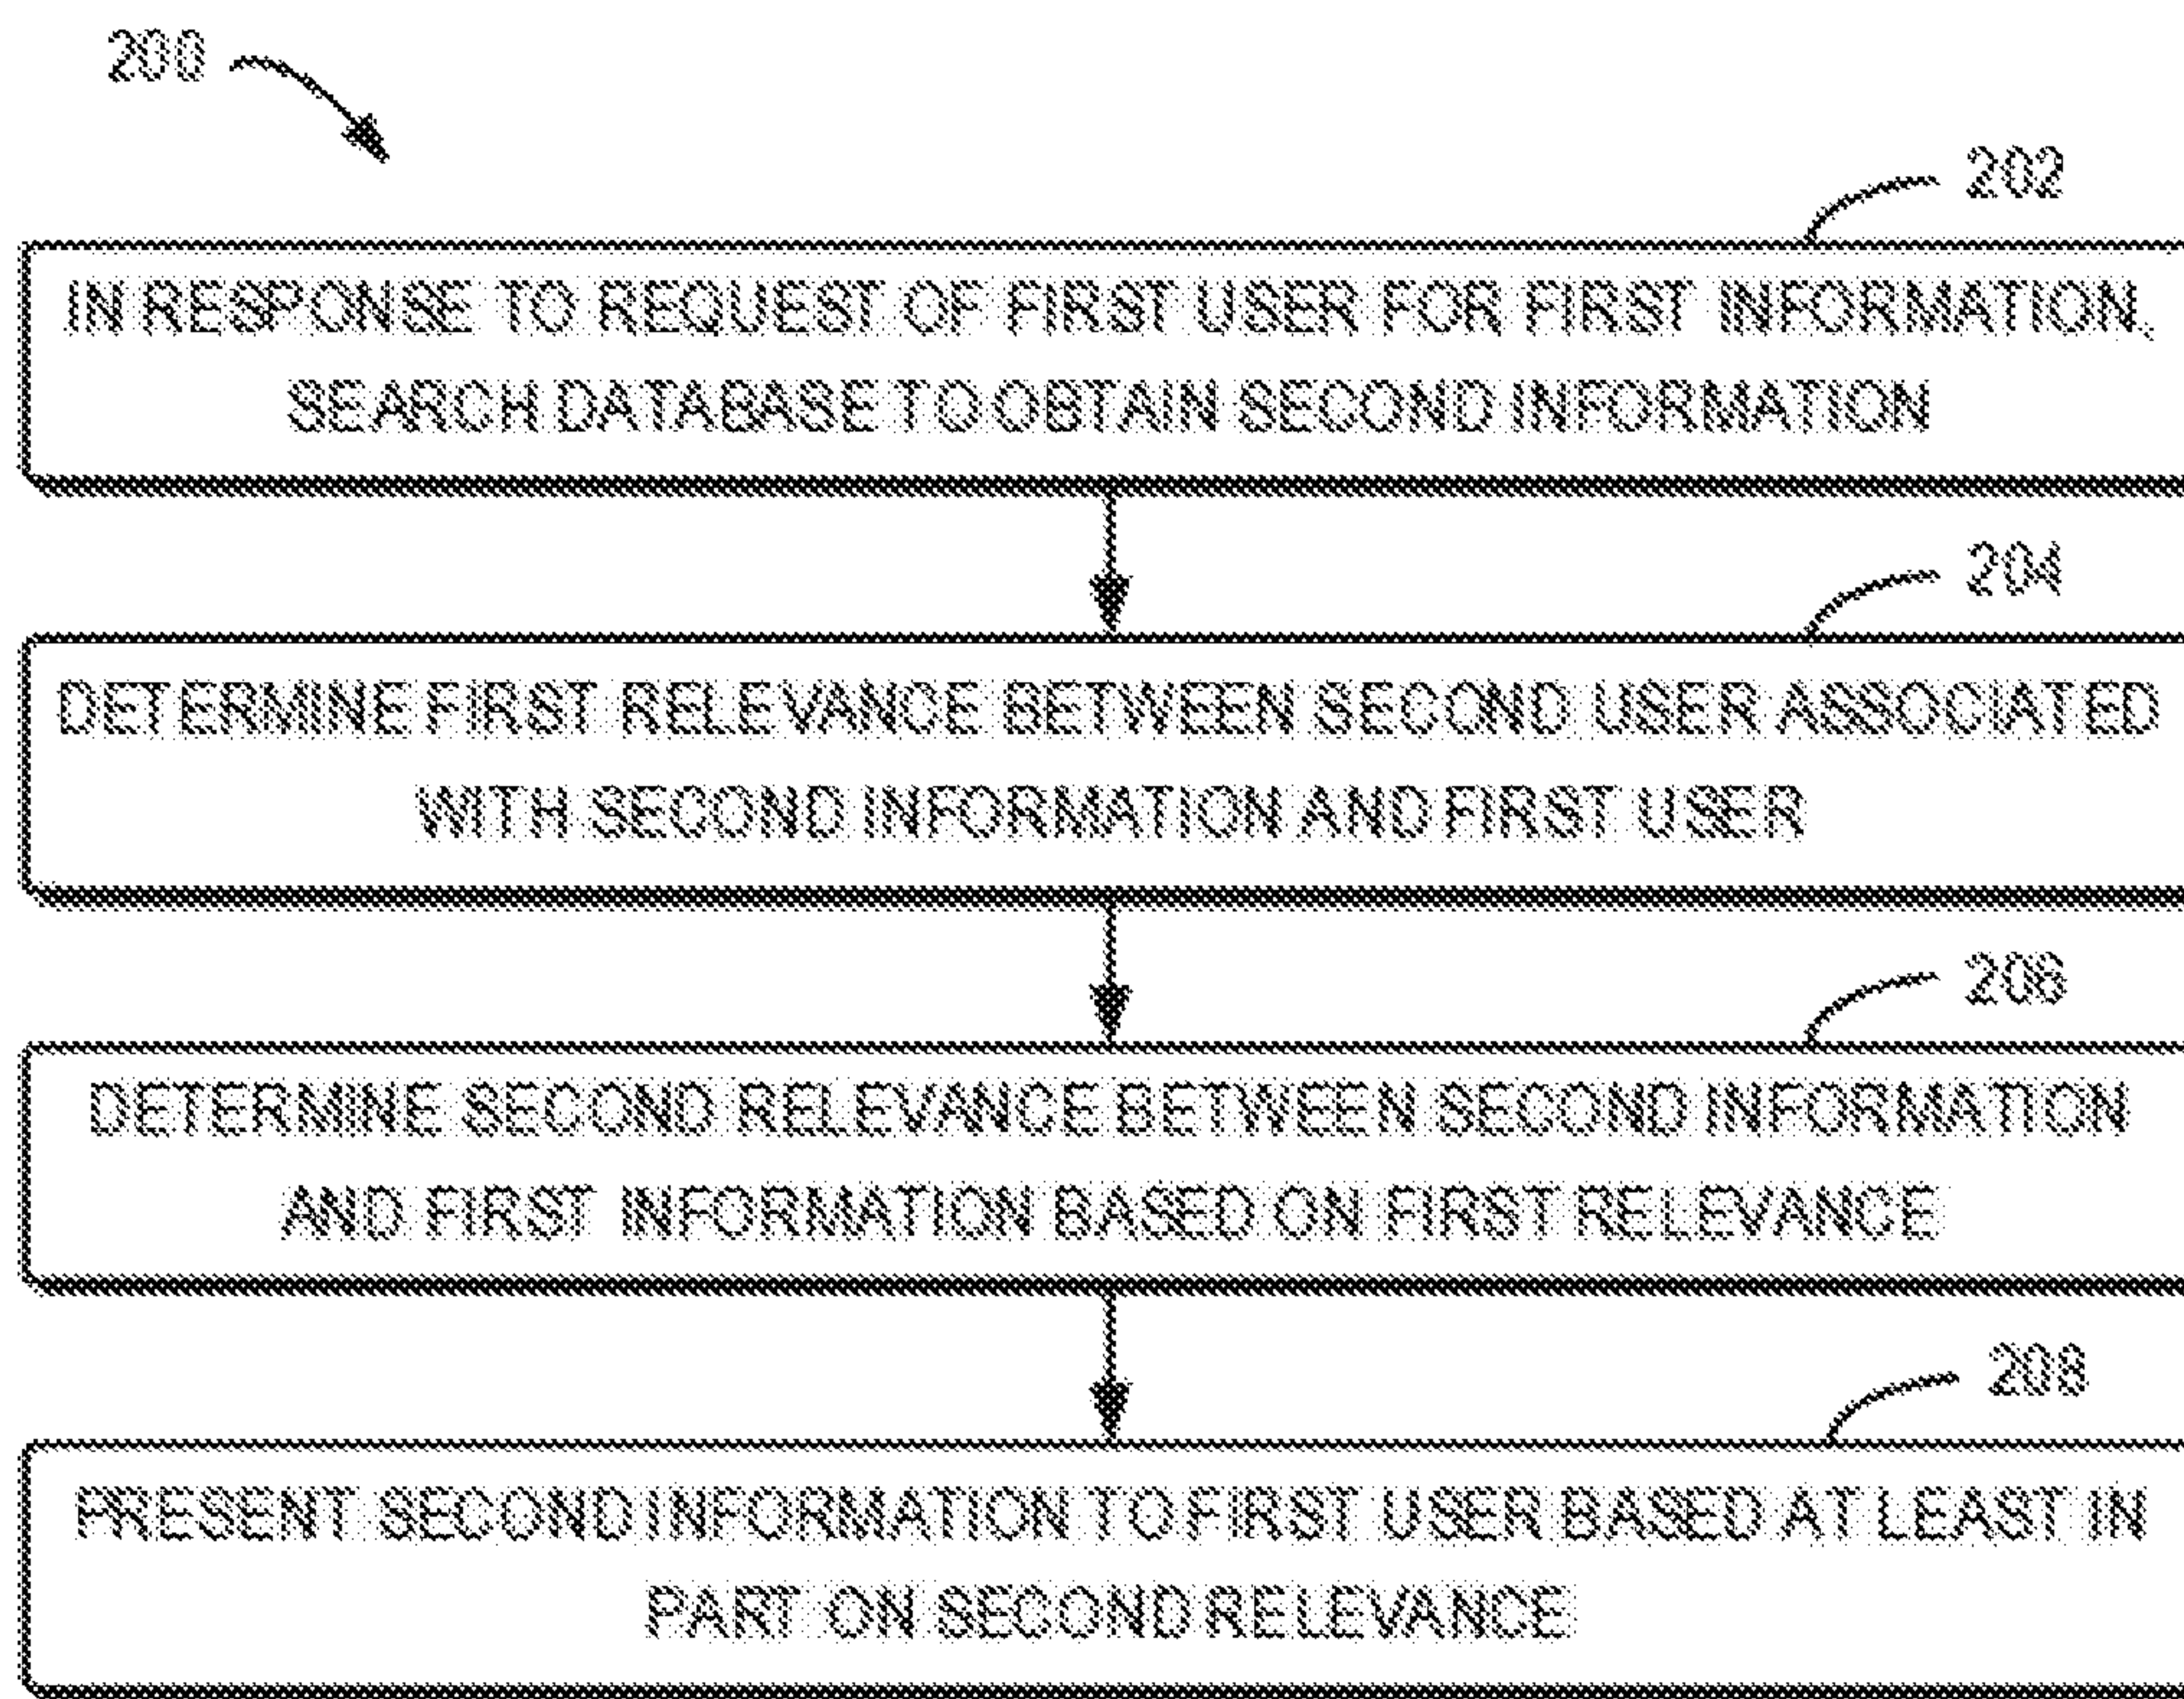 200
202
IN RESPONSE TO REQUEST OF FIRST USER FOR FIRST INFORMATION,
SEARCH DATABASE TO OBTAIN SECOND INFORMATION
204
DETERMINE FIRST RELEVANCE BETWEEN SECOND USER ASSOCIATED
WITH SECOND INFORMATION AND FIRST USER
206
DETERMINE SECOND RELEVANCE BETWEEN SECOND INFORMATION
AND FIRST INFORMATION BASED ON FIRST RELEVANCE
208
PRESENT SECOND INFORMATION TO FIRST USER BASED AT LEAST IN
PART ON SECOND RELEVANCE